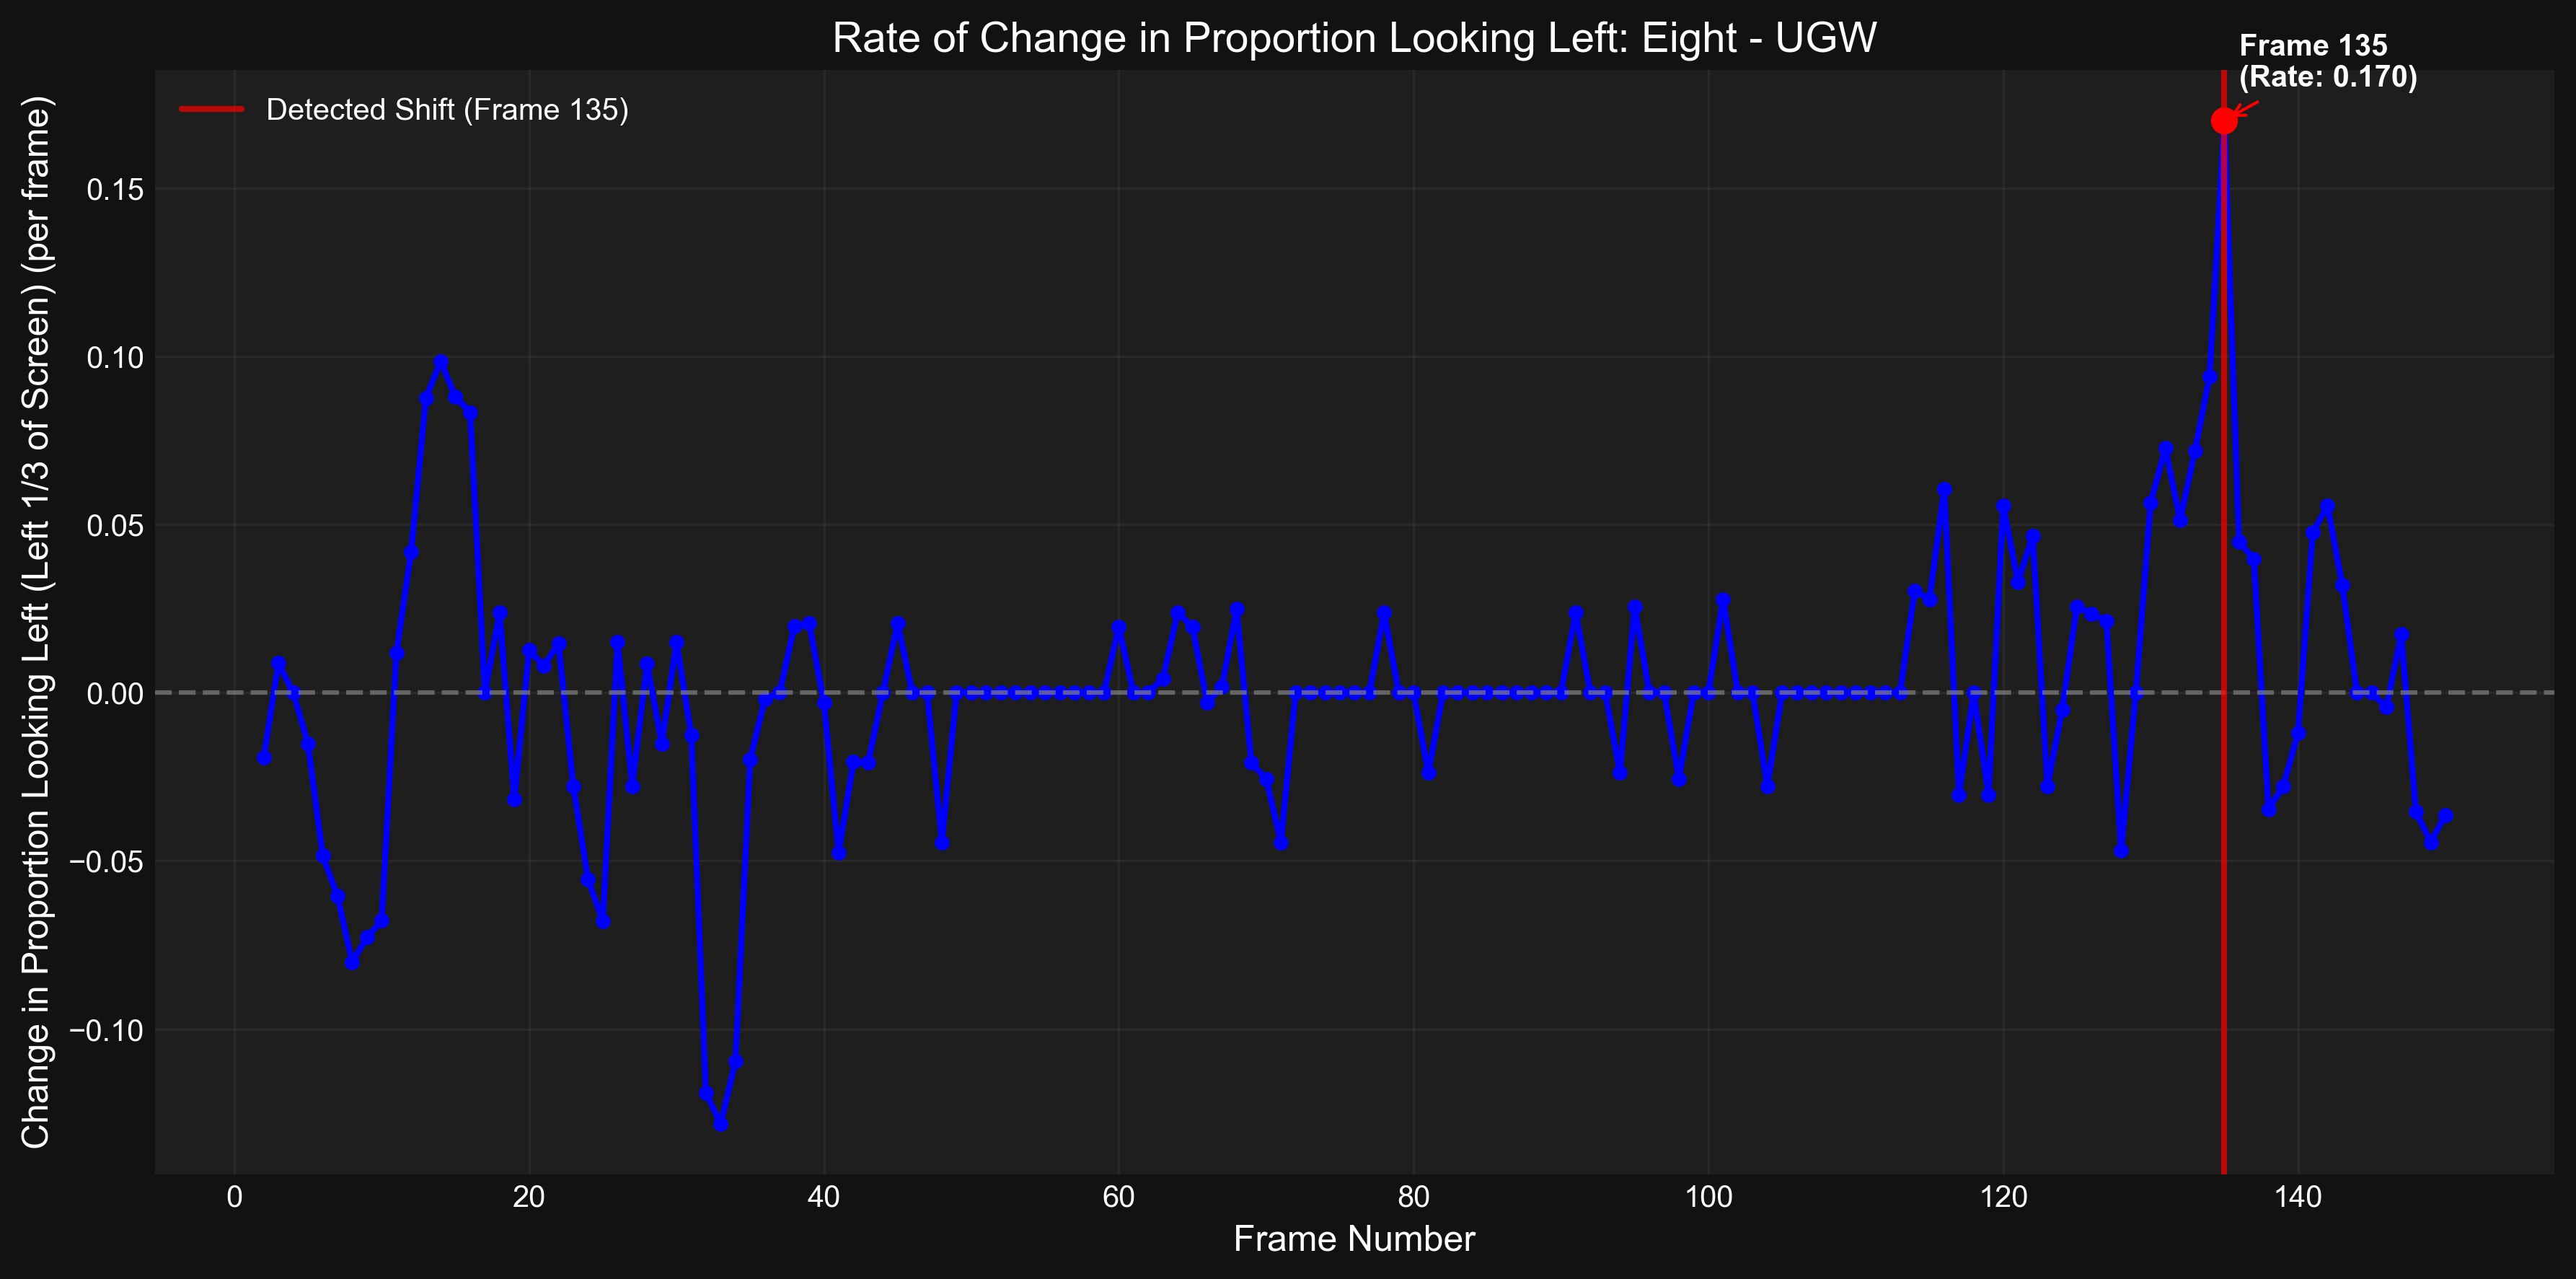 Rate of Change in Proportion Looking Left: Eight - UGW
Frame 135
(Rate: 0.170)
Detected Shift (Frame 135)
Change in Proportion Looking Left (Left 1/3 of Screen) (per frame)
0.15
0.10
0.05
0.00
−0.05
−0.10
0 20 40 60 80 100 120 140
Frame Number